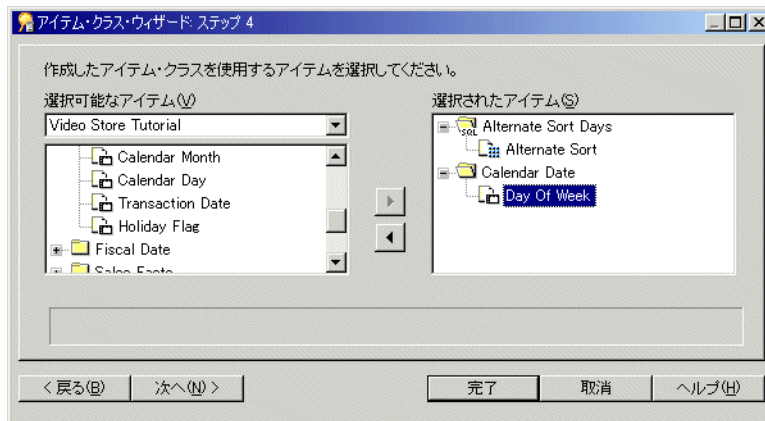 アイテム・クラス・ウィザード: ステップ 4
作成したアイテム・クラスを使用するアイテムを選択してください。
選択可能なアイテム(V)
Video Store Tutorial
Calendar Month
Calendar Day
Transaction Date
Holiday Flag
Fiscal Date
Sales Facts
選択されたアイテム(S)
SQL Alternate Sort Days
Alternate Sort
Calendar Date
Day Of Week
< 戻る(B)
次へ(N) >
完了
取消
ヘルプ(H)